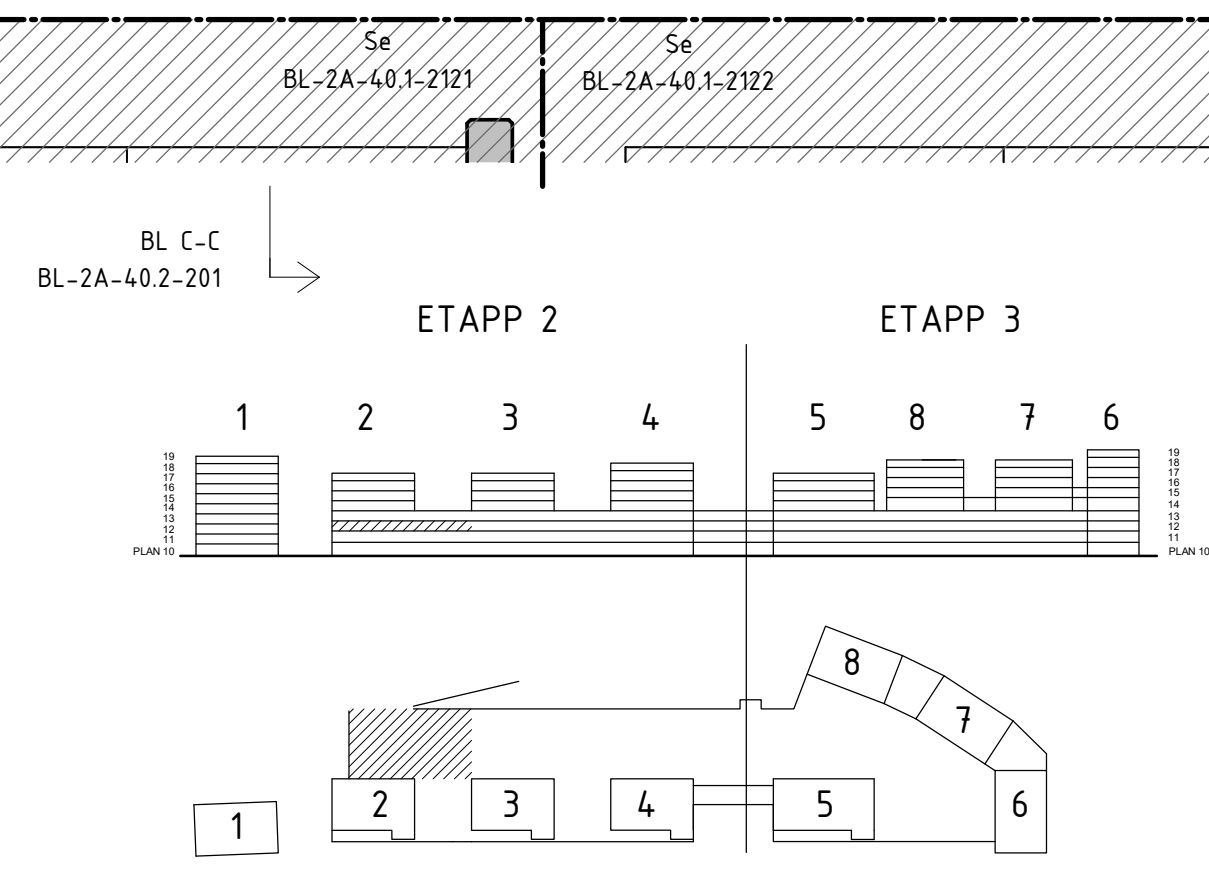 Se
BL-2A-40.1-2121
Se
BL-2A-40.1-2122
BL C-C
BL-2A-40.2-201
ETAPP 2
ETAPP 3
1 2 3 4 5 8 7 6
19
18
17
16
15
14
13
12
11
PLAN 10
19
18
17
16
15
14
13
12
11
PLAN 10
8
7
1 2 3 4 5 6